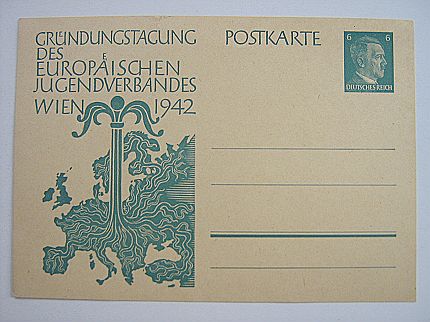 GRÜNDUNGSTAGUNG
DES
EUROPÄISCHEN
JUGENDVERBANDES
WIEN 1942
POSTKARTE
6 6
DEUTSCHES REICH